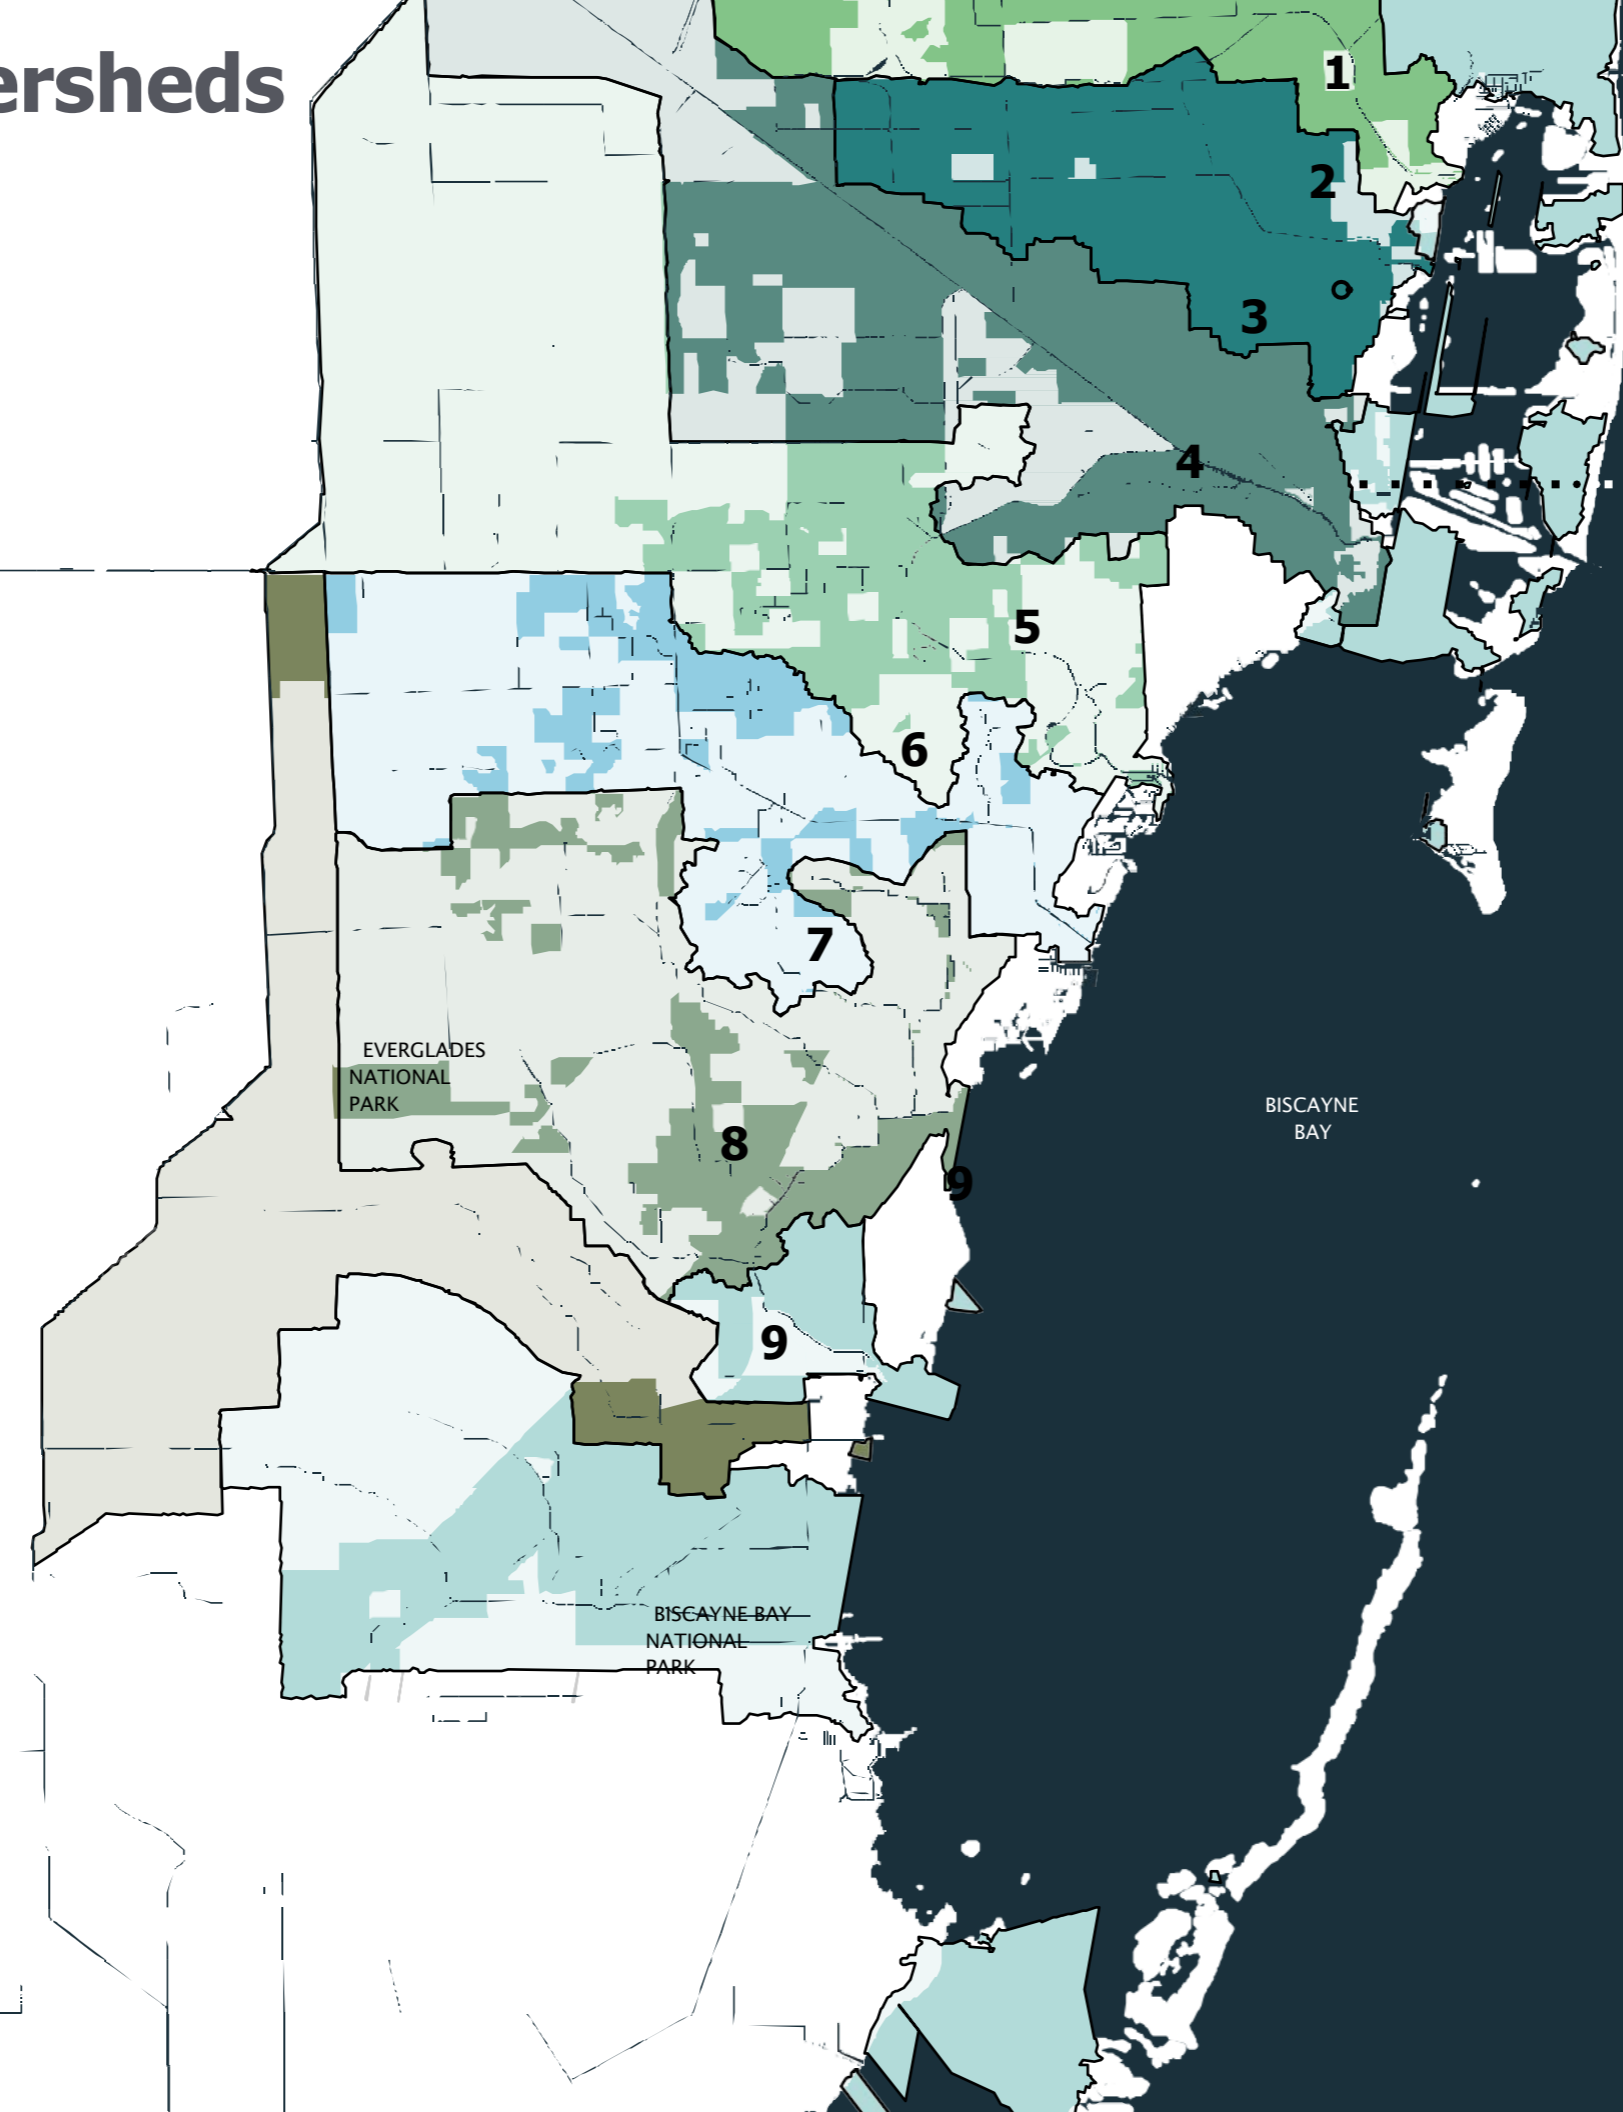 ersheds
1
2
3
4
5
6
7
EVERGLADES
NATIONAL
PARK
BISCAYNE
BAY
8
9
9
BISCAYNE BAY
NATIONAL
PARK